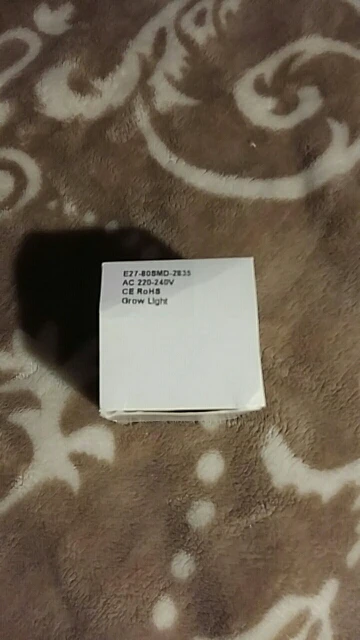 E27-80SMD-2835
AC 220-240V
CE RoHS
Grow Light